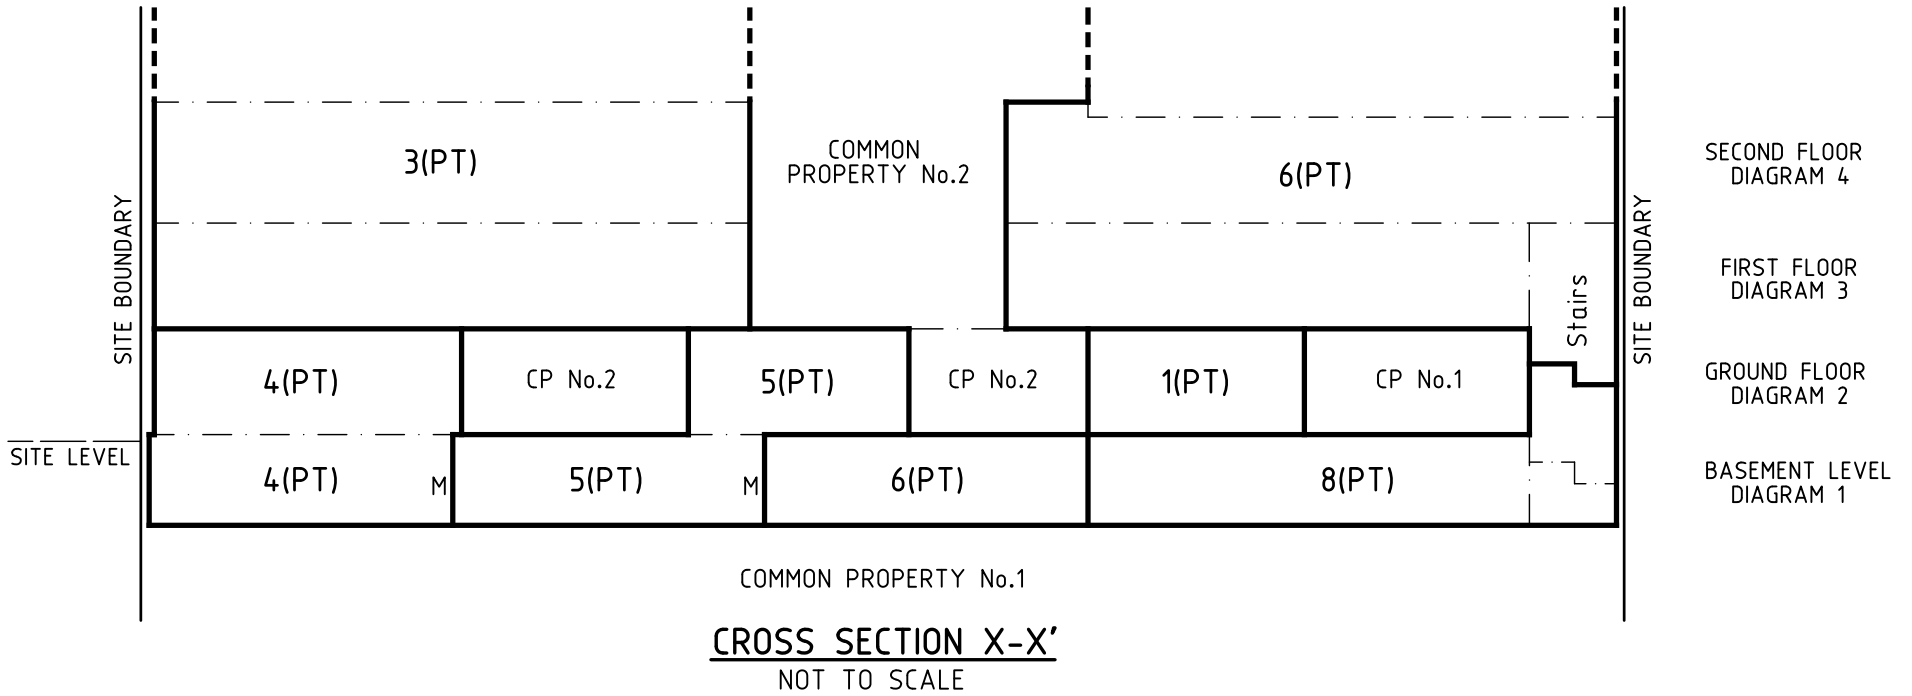 COMMON
PROPERTY No.2
3(PT)
6(PT)
SECOND FLOOR
DIAGRAM 4
SITE BOUNDARY
SITE BOUNDARY
Stairs
FIRST FLOOR
DIAGRAM 3
4(PT)
CP No.2
5(PT)
CP No.2
1(PT)
CP No.1
GROUND FLOOR
DIAGRAM 2
SITE LEVEL
4(PT)
M
5(PT)
M
6(PT)
8(PT)
BASEMENT LEVEL
DIAGRAM 1
COMMON PROPERTY No.1
CROSS SECTION X-X'
NOT TO SCALE